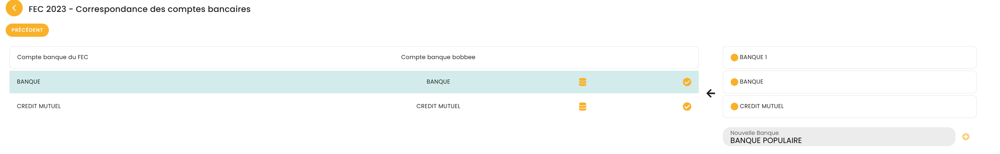 FEC 2023 - Correspondance des comptes bancaires
PRÉCÉDENT
Compte banque du FEC Compte banque bobbee
BANQUE BANQUE
CREDIT MUTUEL CREDIT MUTUEL
BANQUE 1
BANQUE
CREDIT MUTUEL
Nouvelle Banque
BANQUE POPULAIRE